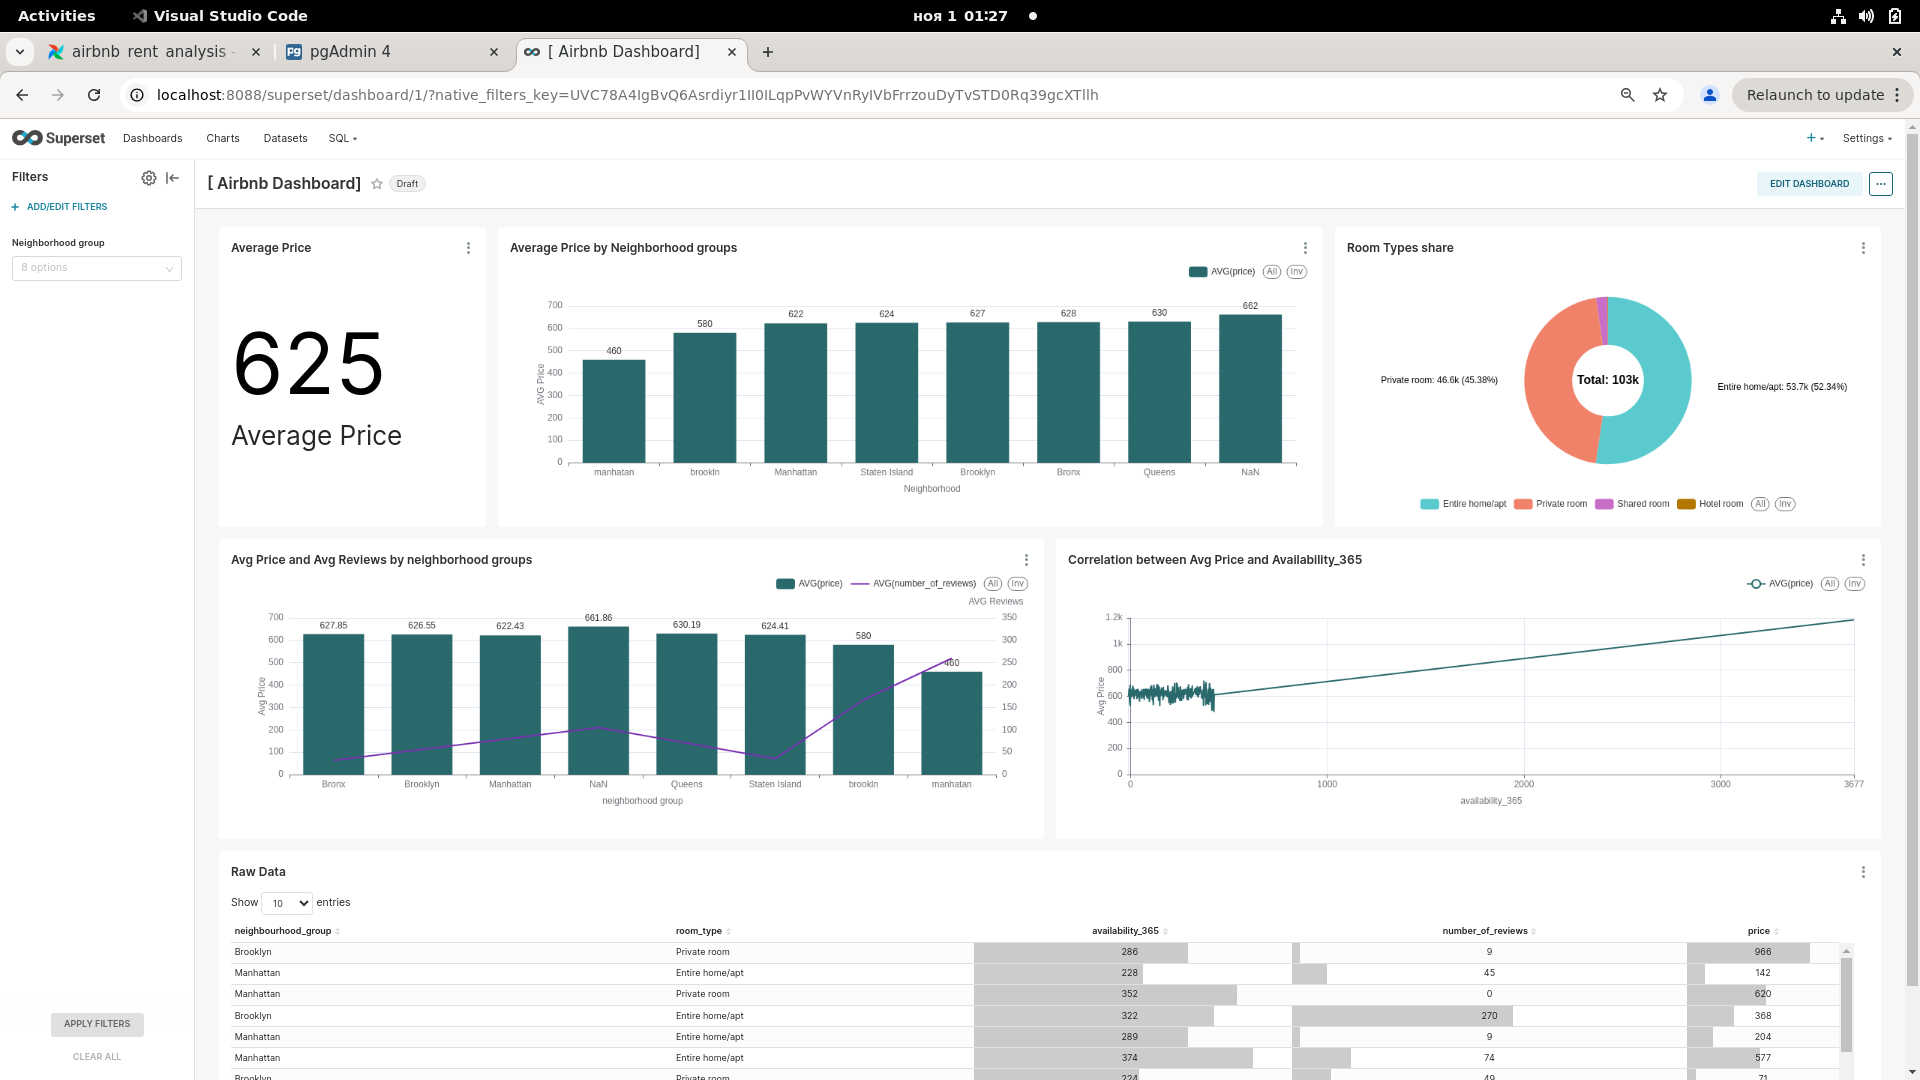 Activities
Visual Studio Code
ноя 1 01:27
airbnb_rent_analysis -
pgAdmin 4
[ Airbnb Dashboard]
localhost:8088/superset/dashboard/1/?native_filters_key=UVC78A4IgBvQ6Asrdiyr1II0ILqpPvWYVnRyIVbFrrzouDyTvSTD0Rq39gcXTllh
Relaunch to update
Superset
Dashboards
Charts
Datasets
SQL
Settings
Filters
+ ADD/EDIT FILTERS
Neighborhood group
8 options
APPLY FILTERS
CLEAR ALL
[ Airbnb Dashboard]
Draft
EDIT DASHBOARD
Average Price
625
Average Price
Average Price by Neighborhood groups
AVG(price) All Inv
AVG Price
700
600
500
400
300
200
100
0
460 580 622 624 627 628 630 662
manhatan brookln Manhattan Staten Island Brooklyn Bronx Queens NaN
Neighborhood
Room Types share
Private room: 46.6k (45.38%)
Total: 103k
Entire home/apt: 53.7k (52.34%)
Entire home/apt Private room Shared room Hotel room All Inv
Avg Price and Avg Reviews by neighborhood groups
AVG(price) AVG(number_of_reviews) All Inv
AVG Reviews
Avg Price
700
600
500
400
300
200
100
0
627.85 626.55 622.43 661.86 630.19 624.41 580 460
350
300
250
200
150
100
50
0
Bronx Brooklyn Manhattan NaN Queens Staten Island brookln manhatan
neighborhood group
Correlation between Avg Price and Availability_365
AVG(price) All Inv
Avg Price
1.2k
1k
800
600
400
200
0
0 1000 2000 3000 3677
availability_365
Raw Data
Show 10 entries
neighbourhood_group room_type availability_365 number_of_reviews price
Brooklyn Private room 286 9 966
Manhattan Entire home/apt 228 45 142
Manhattan Private room 352 0 620
Brooklyn Entire home/apt 322 270 368
Manhattan Entire home/apt 289 9 204
Manhattan Entire home/apt 374 74 577
Brooklyn Private room 224 49 71